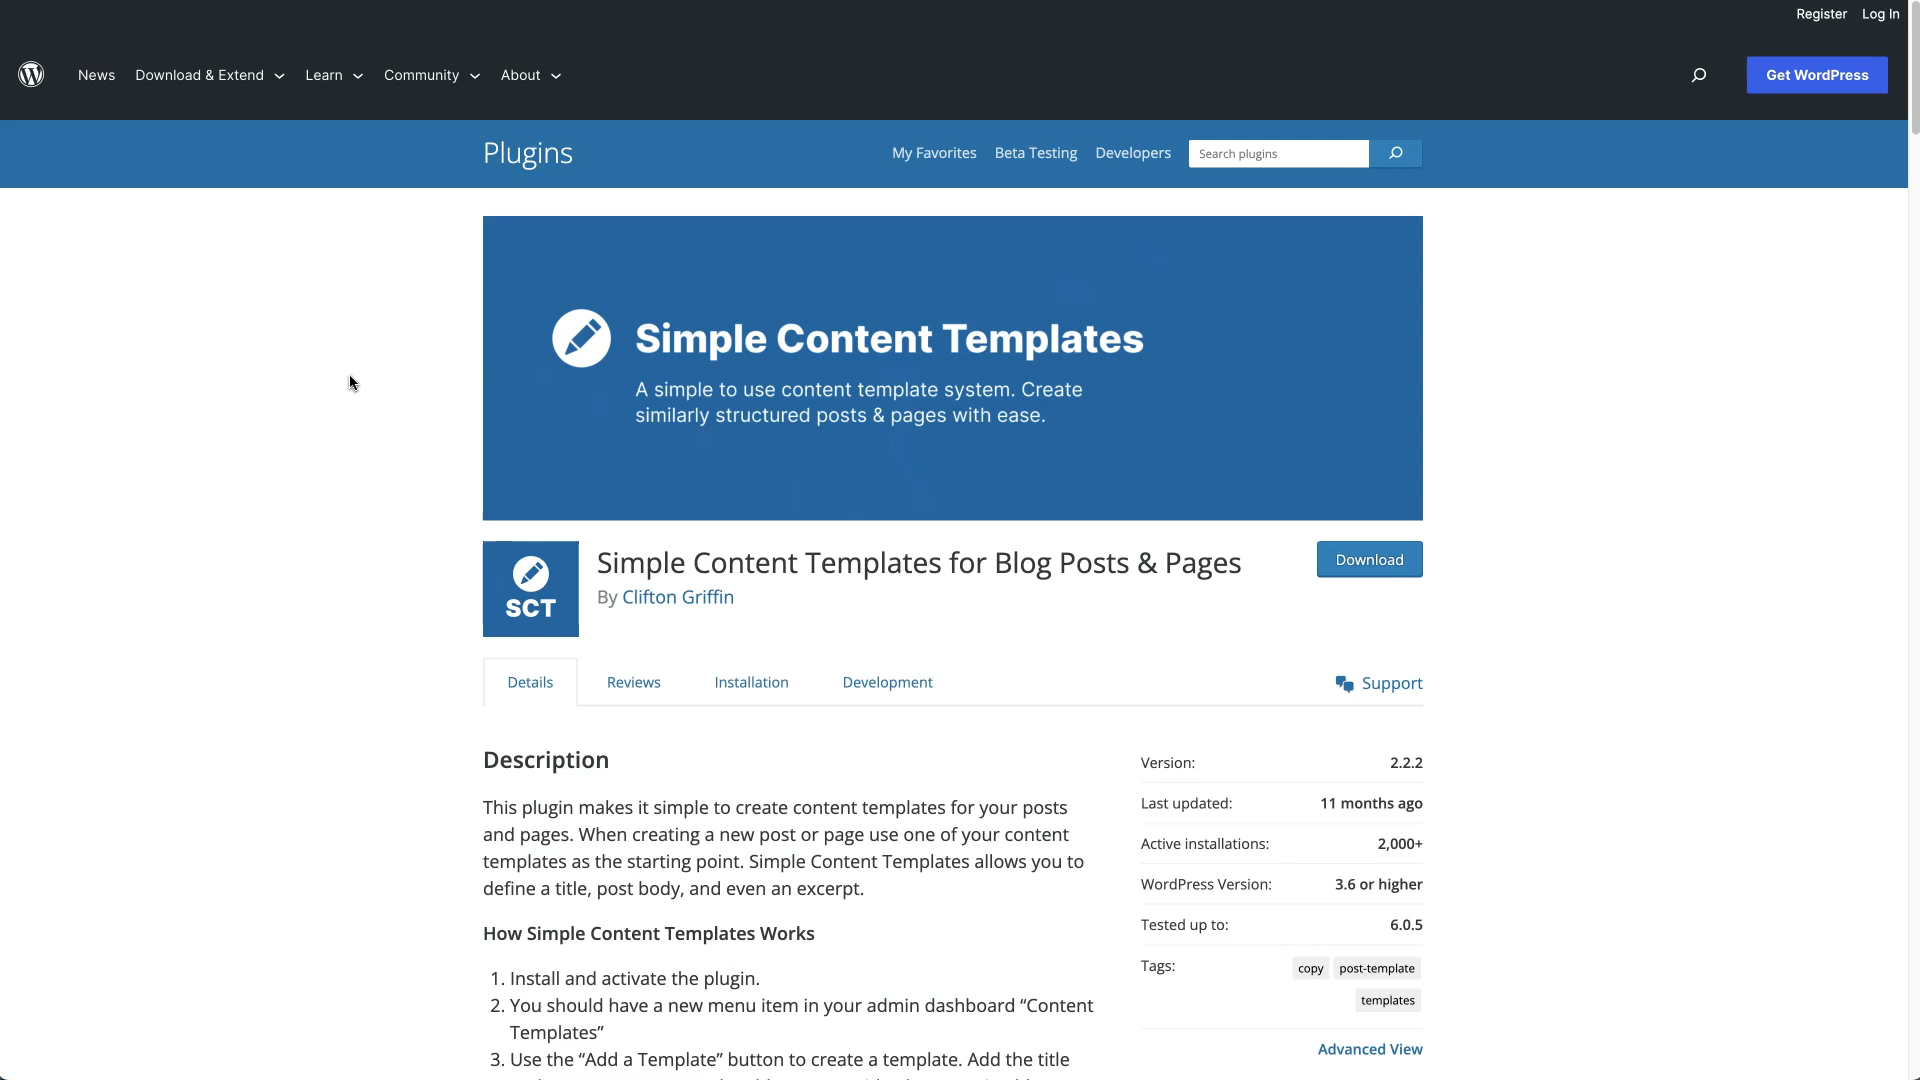 Register Log In
News Download & Extend Learn Community About Get WordPress
Plugins My Favorites Beta Testing Developers Search plugins
Simple Content Templates
A simple to use content template system. Create
similarly structured posts & pages with ease.
SCT
Simple Content Templates for Blog Posts & Pages Download
By Clifton Griffin
Details Reviews Installation Development Support
Description
This plugin makes it simple to create content templates for your posts
and pages. When creating a new post or page use one of your content
templates as the starting point. Simple Content Templates allows you to
define a title, post body, and even an excerpt.
How Simple Content Templates Works
1. Install and activate the plugin.
2. You should have a new menu item in your admin dashboard “Content
Templates”
3. Use the “Add a Template” button to create a template. Add the title
Version: 2.2.2
Last updated: 11 months ago
Active installations: 2,000+
WordPress Version: 3.6 or higher
Tested up to: 6.0.5
Tags: copy post-template
templates
Advanced View